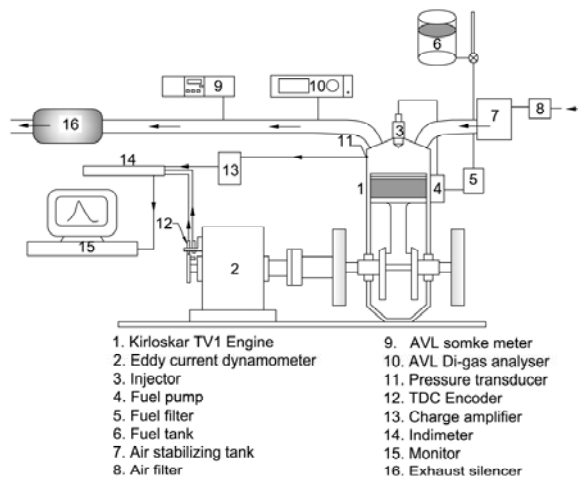 6
9
10
16
7
8
3
11
14
13
1
4
5
12
15
2
1. Kirloskar TV1 Engine
2. Eddy current dynamometer
3. Injector
4. Fuel pump
5. Fuel filter
6. Fuel tank
7. Air stabilizing tank
8. Air filter
9. AVL somke meter
10. AVL Di-gas analyser
11. Pressure transducer
12. TDC Encoder
13. Charge amplifier
14. Indimeter
15. Monitor
16. Exhaust silencer